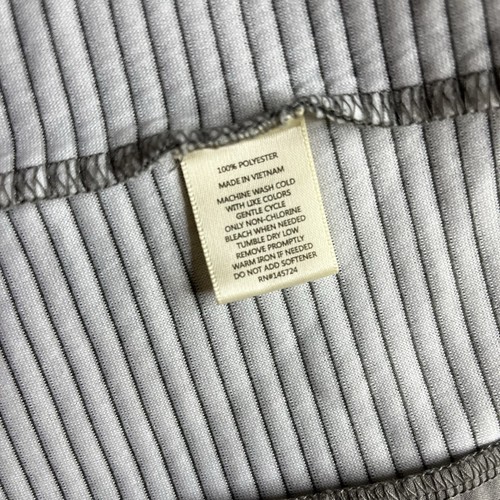 100% POLYESTER
MADE IN VIETNAM
MACHINE WASH COLD
WITH LIKE COLORS
GENTLE CYCLE
ONLY NON-CHLORINE
BLEACH WHEN NEEDED
TUMBLE DRY LOW
REMOVE PROMPTLY
WARM IRON IF NEEDED
DO NOT ADD SOFTENER
RN#145724